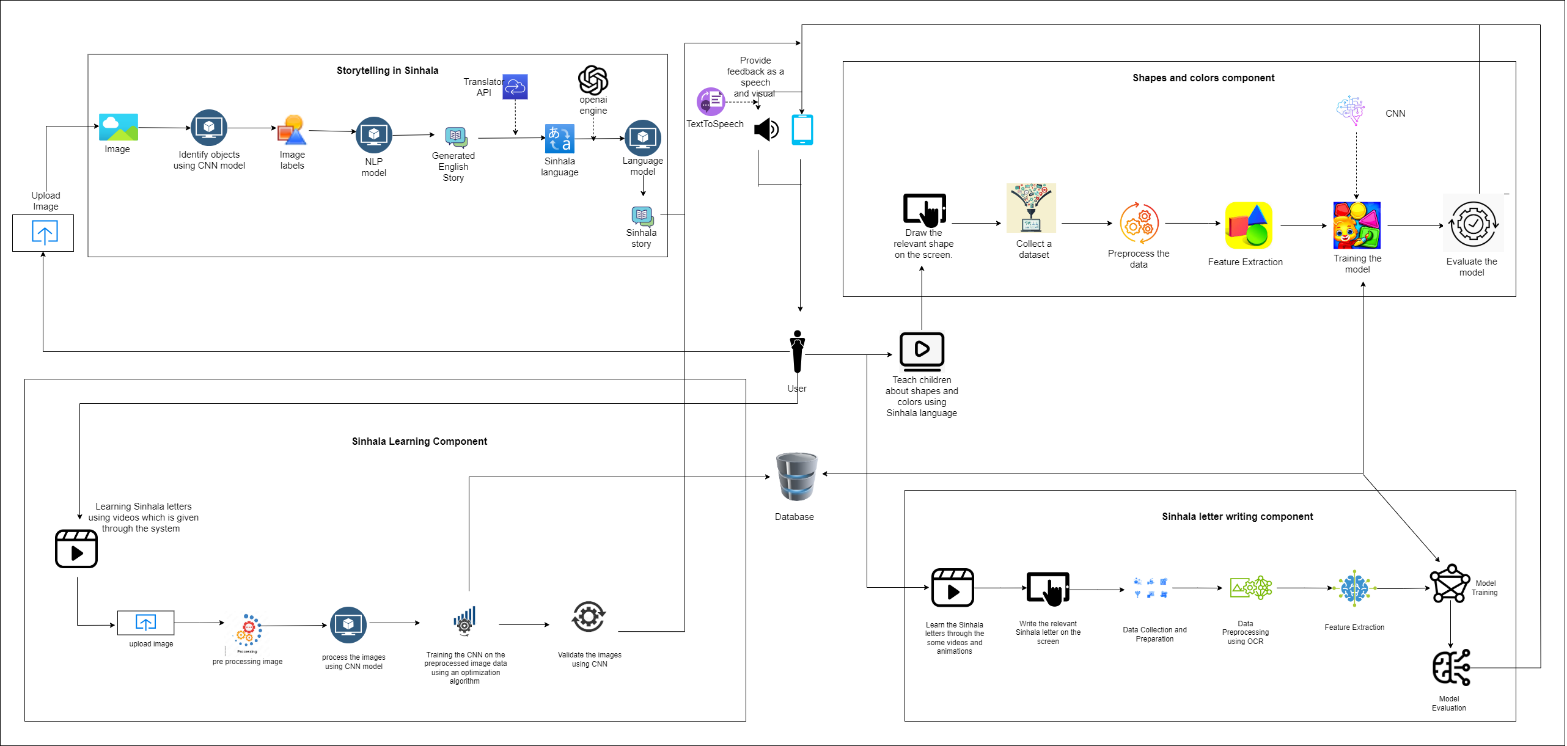 Storytelling in Sinhala
Translator
API
openai
engine
Image
Identify objects
using CNN model
Image
labels
NLP
model
Generated
English
Story
あ
a
Sinhala
language
Language
model
Sinhala
story
Upload
Image
Provide
feedback as a
speech
and visual
TextToSpeech
Shapes and colors component
CNN
Draw the
relevant shape
on the screen.
Collect a
dataset
Preprocess the
data
Feature Extraction
Training the
model
Evaluate the
model
User
Teach children
about shapes and
colors using
Sinhala language
Sinhala Learning Component
Learning Sinhala letters
using videos which is given
through the system
upload image
Processing
pre processing image
process the images
using CNN model
Training the CNN on the
preprocessed image data
using an optimization
algorithm
Validate the images
using CNN
Database
Sinhala letter writing component
Learn the Sinhala
letters through the
some videos and
animations
Write the relevant
Sinhala letter on the
screen
Data Collection and
Preparation
Data
Preprocessing
using OCR
Feature Extraction
Model
Training
Model
Evaluation